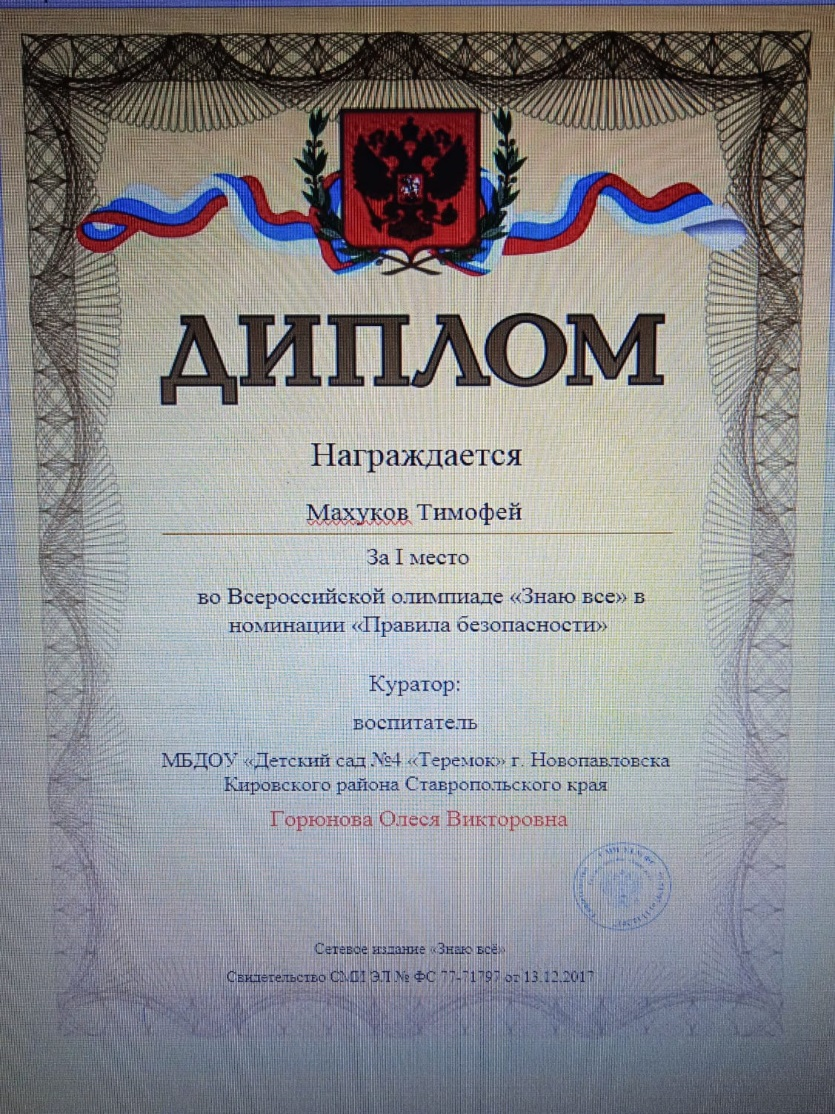 ДИПЛОМ
Награждается
Махуков Тимофей
За I место
во Всероссийской олимпиаде «Знаю все» в
номинации «Правила безопасности»
Куратор:
воспитатель
МБДОУ «Детский сад №4 «Теремок» г. Новопавловска
Кировского района Ставропольского края
Горюнова Олеся Викторовна
Сетевое издание «Знаю всё»
Свидетельство СМИ ЭЛ № ФС 77-71797 от 13.12.2017